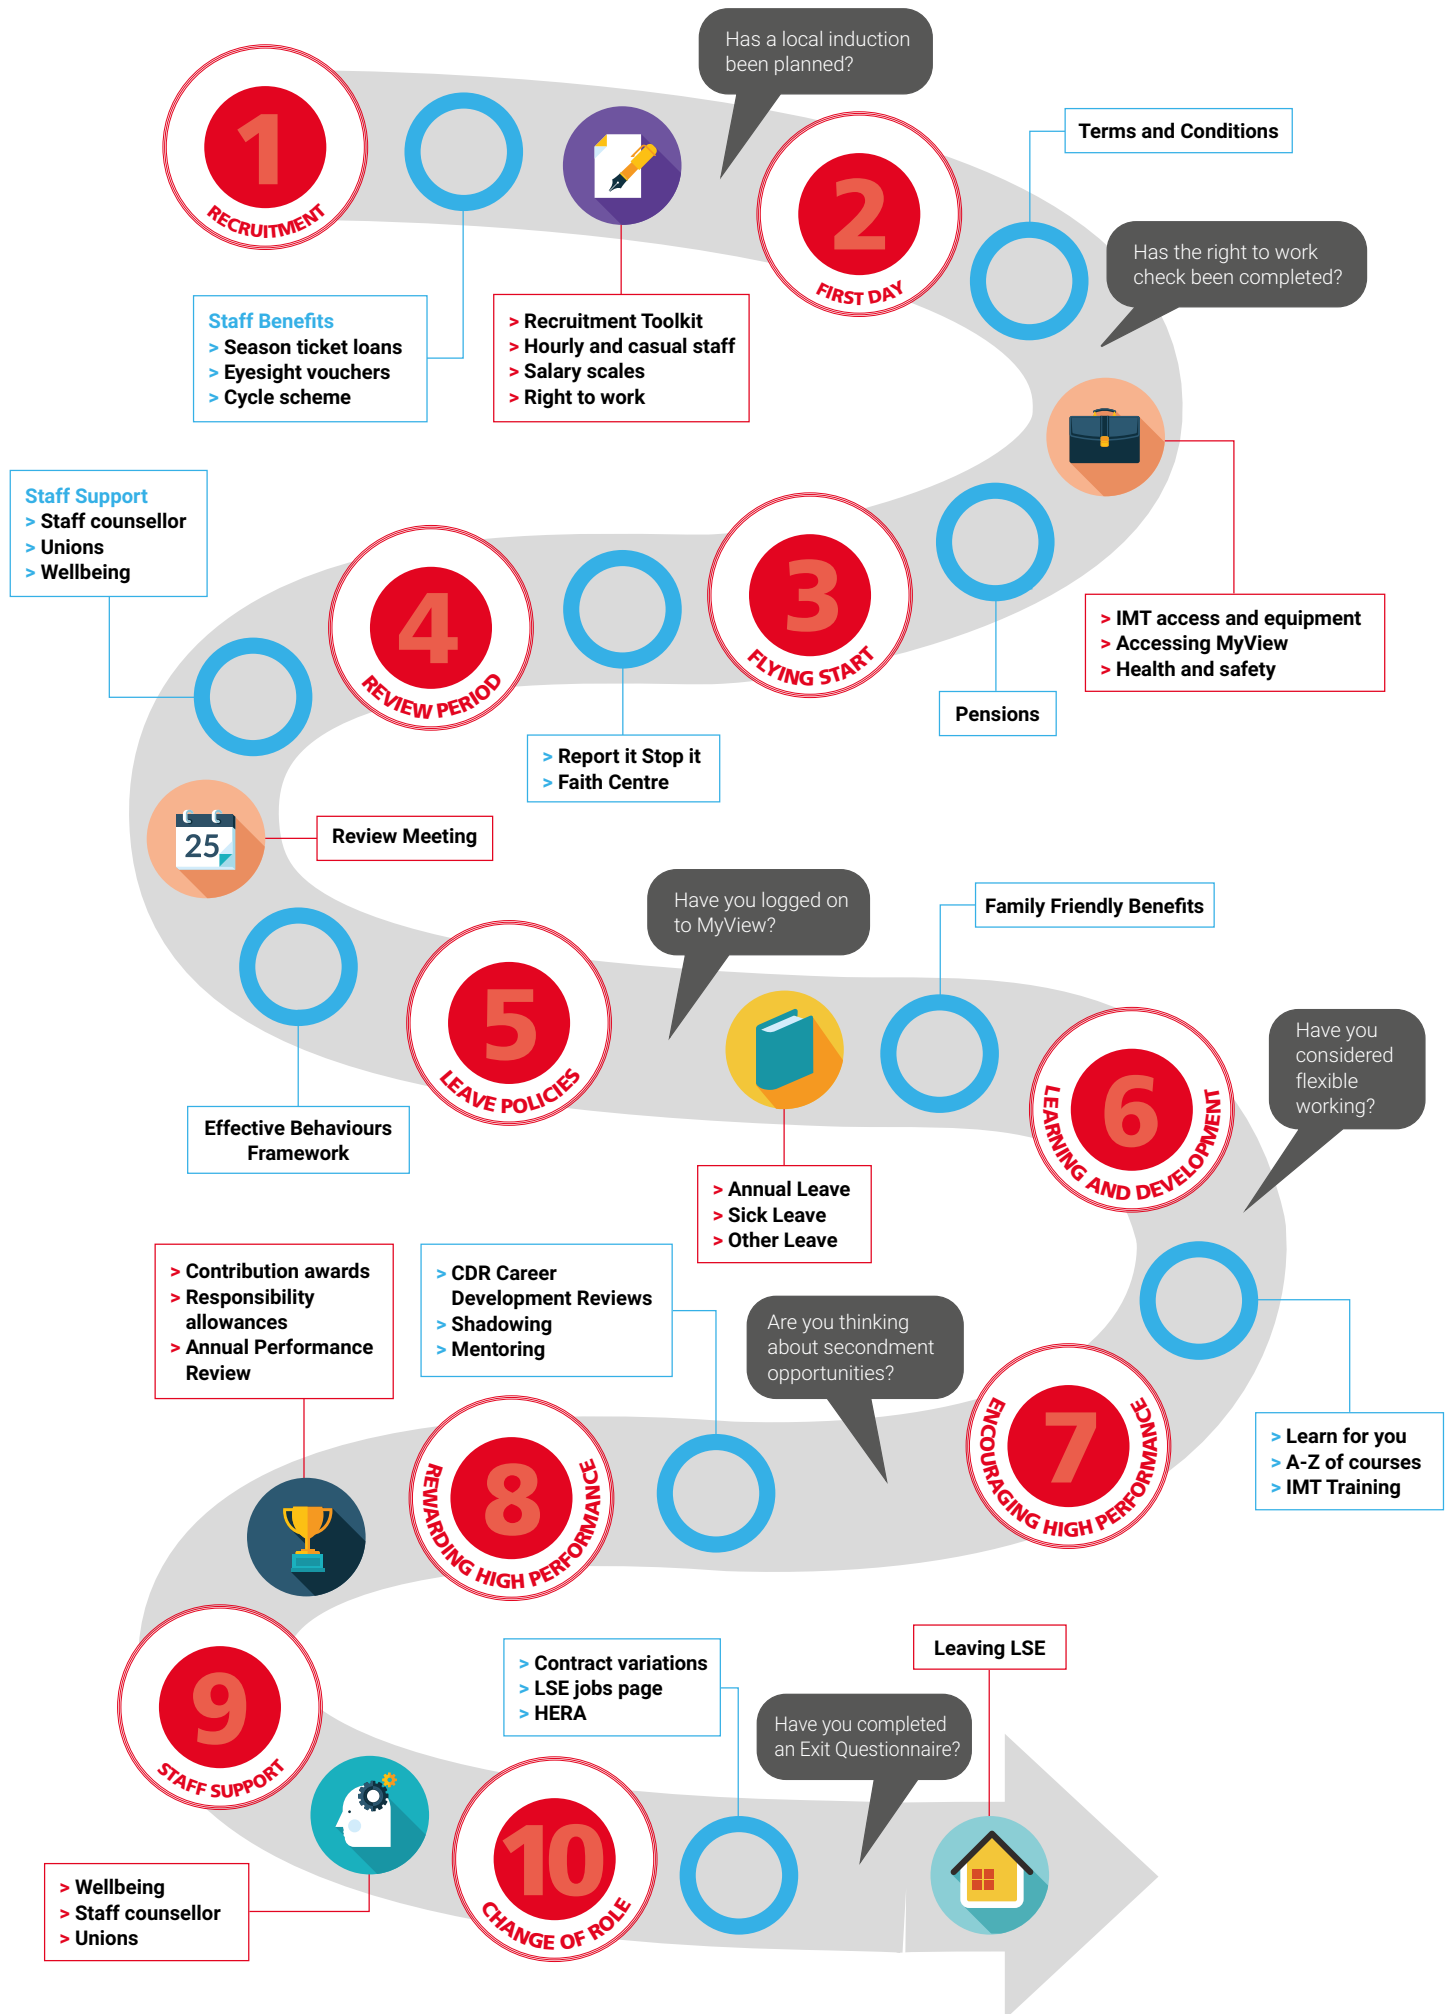 Has a local induction
been planned?
1
RECRUITMENT
2
FIRST DAY
Terms and Conditions
Has the right to work
check been completed?
Staff Benefits
> Season ticket loans
> Eyesight vouchers
> Cycle scheme
> Recruitment Toolkit
> Hourly and casual staff
> Salary scales
> Right to work
Staff Support
> Staff counsellor
> Unions
> Wellbeing
4
REVIEW PERIOD
3
FLYING START
> IMT access and equipment
> Accessing MyView
> Health and safety
Pensions
> Report it Stop it
> Faith Centre
25
Review Meeting
Have you logged on
to MyView?
Family Friendly Benefits
5
LEAVE POLICIES
6
LEARNING AND DEVELOPMENT
Have you
considered
flexible
working?
Effective Behaviours
Framework
> Annual Leave
> Sick Leave
> Other Leave
> Contribution awards
> Responsibility
allowances
> Annual Performance
Review
> CDR Career
Development Reviews
> Shadowing
> Mentoring
Are you thinking
about secondment
opportunities?
8
REWARDING HIGH PERFORMANCE
7
ENCOURAGING HIGH PERFORMANCE
> Learn for you
> A-Z of courses
> IMT Training
9
STAFF SUPPORT
> Contract variations
> LSE jobs page
> HERA
Leaving LSE
Have you completed
an Exit Questionnaire?
10
CHANGE OF ROLE
> Wellbeing
> Staff counsellor
> Unions